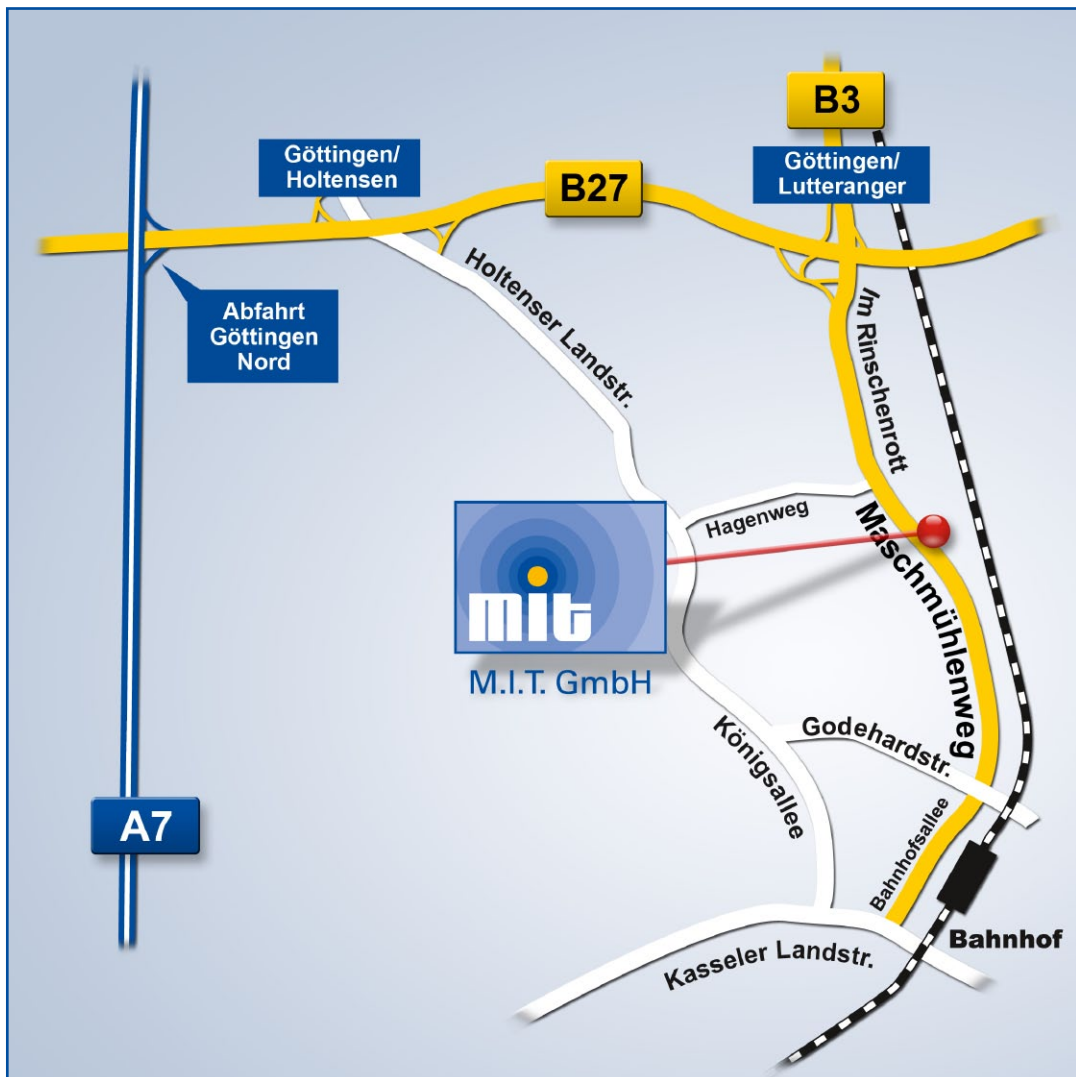 B3
Göttingen/
Holtensen
Göttingen/
Lutteranger
B27
Abfahrt
Göttingen
Nord
Holtenser Landstr.
Im Rinschenrott
Hagenweg
Maschmühlenweg
mit
M.I.T. GmbH
Königsallee
Godehardstr.
A7
Bahnhofsallee
Bahnhof
Kasseler Landstr.